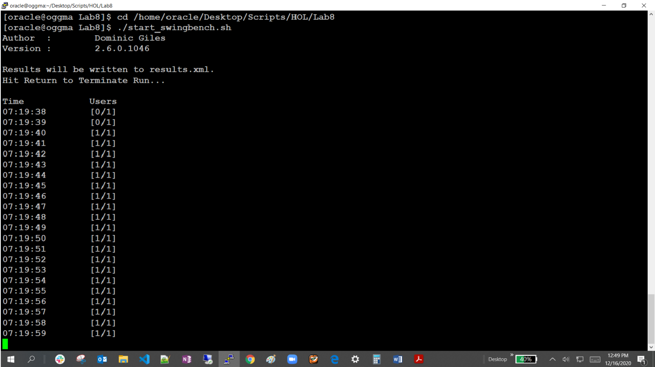 oracle@oggma:~/Desktop/Scripts/HOL/Lab8
[oracle@oggma Lab8]$ cd /home/oracle/Desktop/Scripts/HOL/Lab8
[oracle@oggma Lab8]$ ./start_swingbench.sh
Author  :        Dominic Giles
Version :        2.6.0.1046
Results will be written to results.xml.
Hit Return to Terminate Run...
Time            Users
07:19:38        [0/1]
07:19:39        [0/1]
07:19:40        [1/1]
07:19:41        [1/1]
07:19:42        [1/1]
07:19:43        [1/1]
07:19:44        [1/1]
07:19:45        [1/1]
07:19:46        [1/1]
07:19:47        [1/1]
07:19:48        [1/1]
07:19:49        [1/1]
07:19:50        [1/1]
07:19:51        [1/1]
07:19:52        [1/1]
07:19:53        [1/1]
07:19:54        [1/1]
07:19:55        [1/1]
07:19:56        [1/1]
07:19:57        [1/1]
07:19:58        [1/1]
07:19:59        [1/1]
Desktop
12:49 PM
12/16/2020